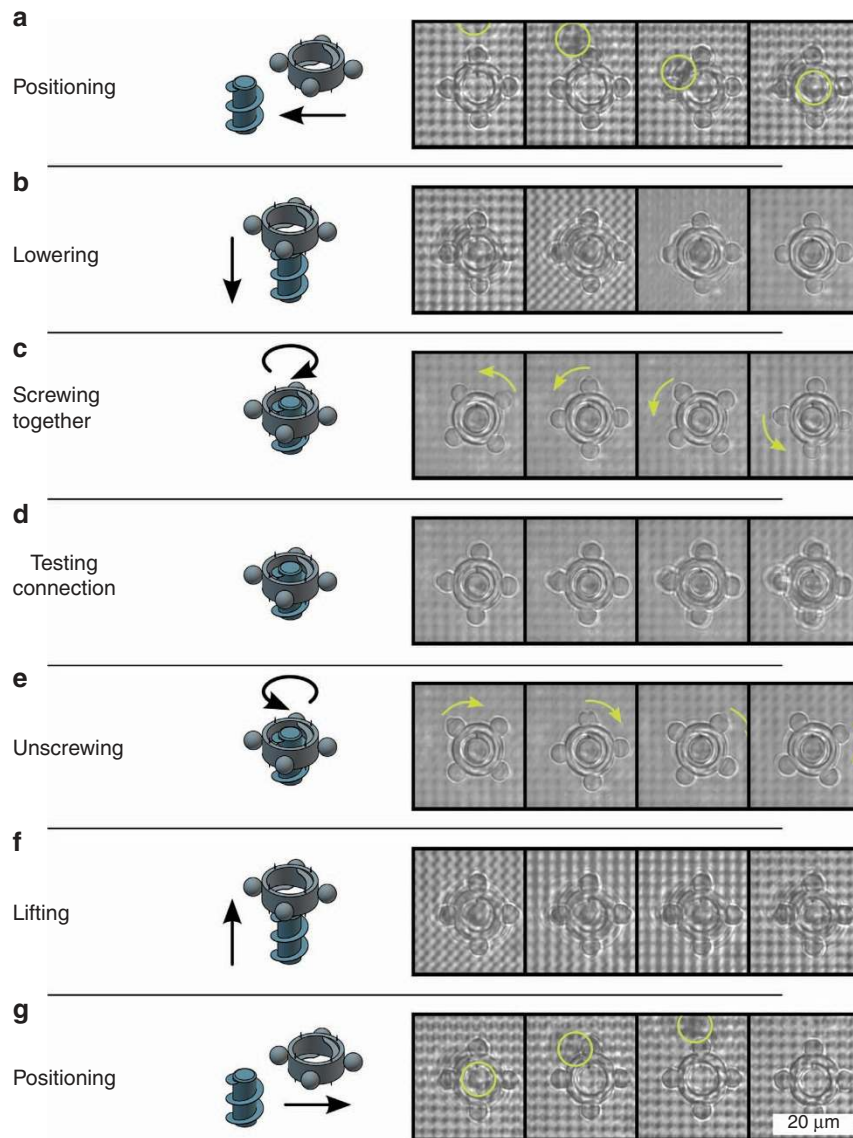 a
Positioning
b
Lowering
c
Screwing
together
d
Testing
connection
e
Unscrewing
f
Lifting
g
Positioning
20 µm